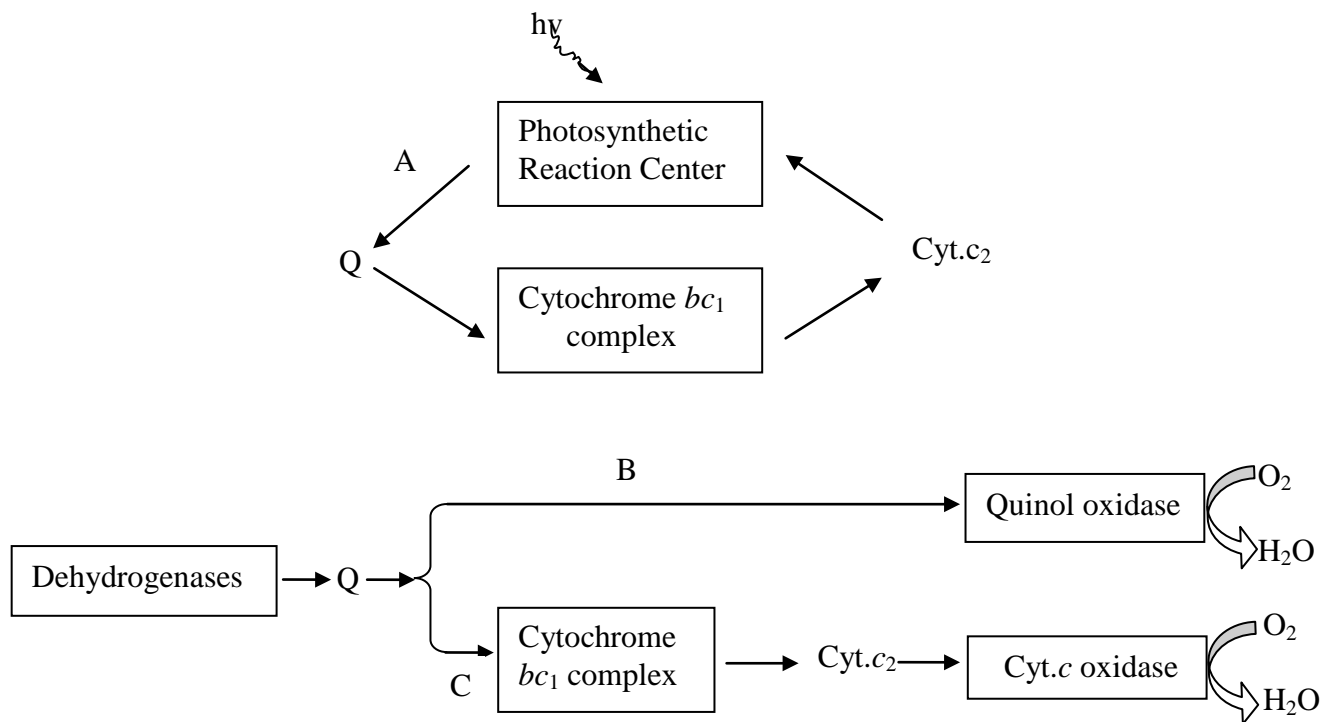 hν
Photosynthetic
Reaction Center
A
Q
Cyt.c₂
Cytochrome bc₁
complex
B
Quinol oxidase
O₂
H₂O
Dehydrogenases
Q
Cytochrome
bc₁ complex
C
Cyt.c₂
Cyt.c oxidase
O₂
H₂O